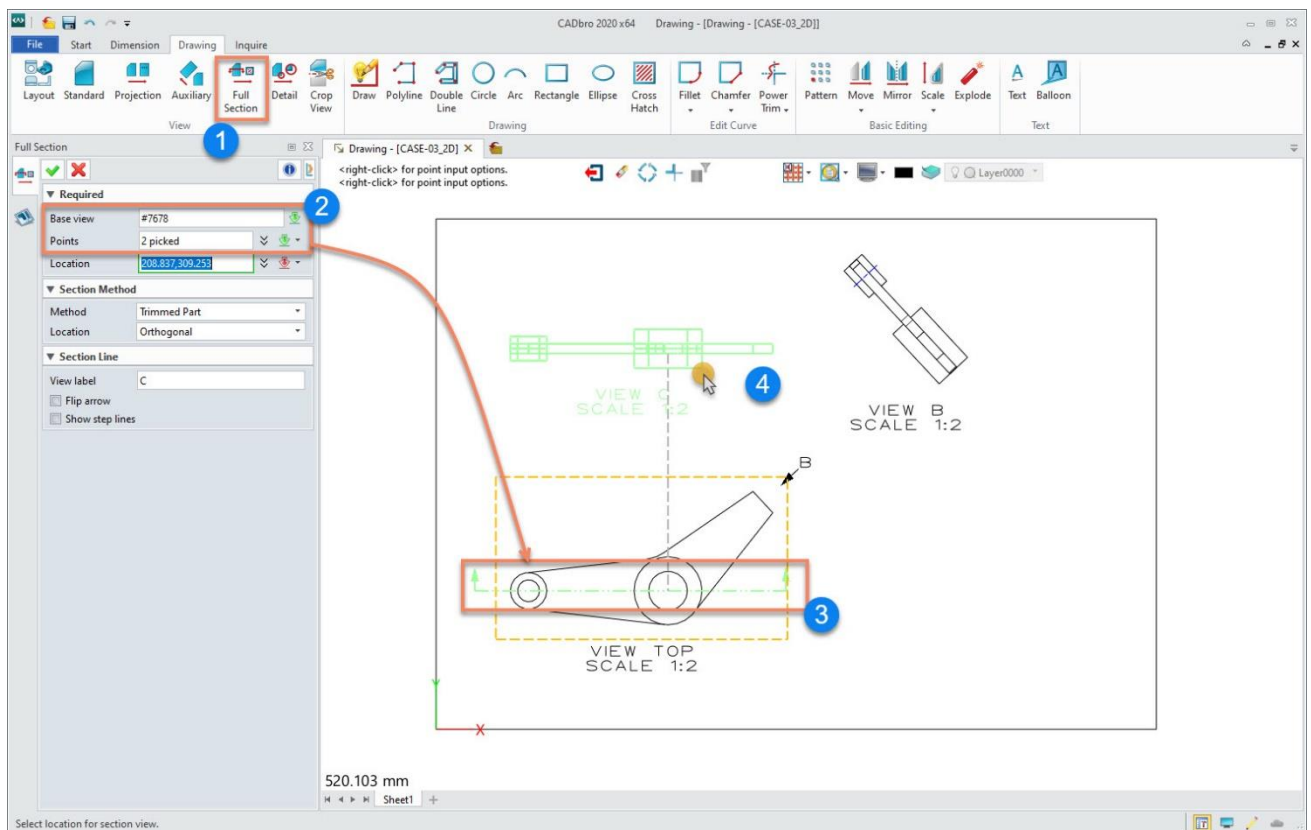 CADbro 2020 x64 Drawing - [Drawing - [CASE-03_2D]]
File Start Dimension Drawing Inquire
Layout Standard Projection Auxiliary Full Section Detail Crop View Draw Polyline Double Line Circle Arc Rectangle Ellipse Cross Hatch Fillet Chamfer Power Trim Pattern Move Mirror Scale Explode Text Balloon
View Drawing Edit Curve Basic Editing Text
1
Full Section
Drawing - [CASE-03_2D]
<right-click> for point input options.
<right-click> for point input options.
Layer0000
Required
2
Base view #7678
Points 2 picked
Location 208.837,309.253
Section Method
Method Trimmed Part
Location Orthogonal
Section Line
View label C
Flip arrow
Show step lines
4
VIEW C
SCALE 1:2
VIEW B
SCALE 1:2
B
3
VIEW TOP
SCALE 1:2
X
520.103 mm
Sheet1
Select location for section view.